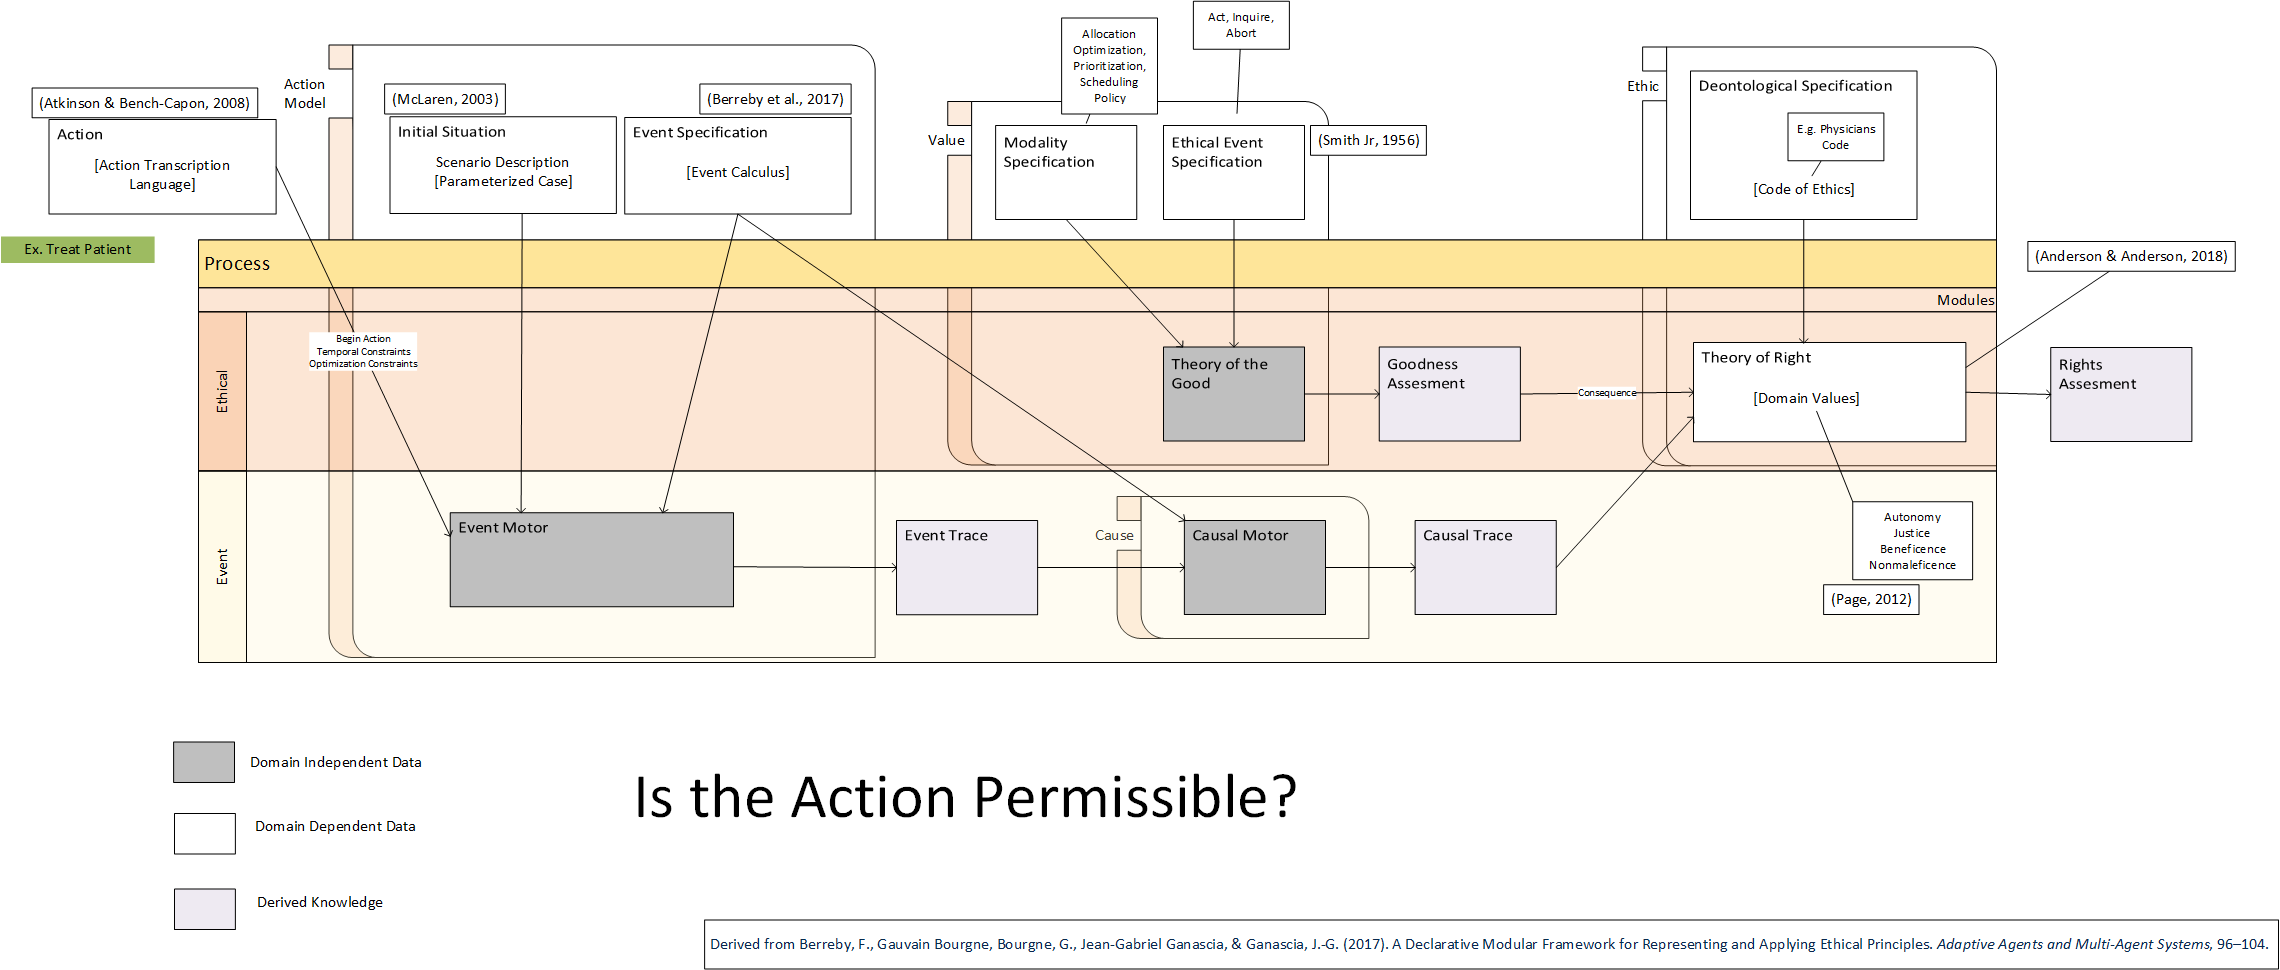 Act, Inquire,
Abort
Allocation
Optimization,
Prioritization,
Scheduling
Policy
Action
Model
(Atkinson & Bench-Capon, 2008)
Action
[Action Transcription
Language]
(McLaren, 2003)
Initial Situation
Scenario Description
[Parameterized Case]
(Berreby et al., 2017)
Event Specification
[Event Calculus]
Value
Modality
Specification
Ethical Event
Specification
(Smith Jr, 1956)
Ethic
Deontological Specification
E.g. Physicians
Code
[Code of Ethics]
Ex. Treat Patient
Process
(Anderson & Anderson, 2018)
Modules
Ethical
Begin Action
Temporal Constraints
Optimization Constraints
Theory of the
Good
Goodness
Assesment
Consequence
Theory of Right
[Domain Values]
Rights
Assesment
Event
Event Motor
Event Trace
Cause
Causal Motor
Causal Trace
Autonomy
Justice
Beneficence
Nonmaleficence
(Page, 2012)
Domain Independent Data
Domain Dependent Data
Derived Knowledge
Is the Action Permissible?
Derived from Berreby, F., Gauvain Bourgne, Bourgne, G., Jean-Gabriel Ganascia, & Ganascia, J.-G. (2017). A Declarative Modular Framework for Representing and Applying Ethical Principles. Adaptive Agents and Multi-Agent Systems, 96–104.